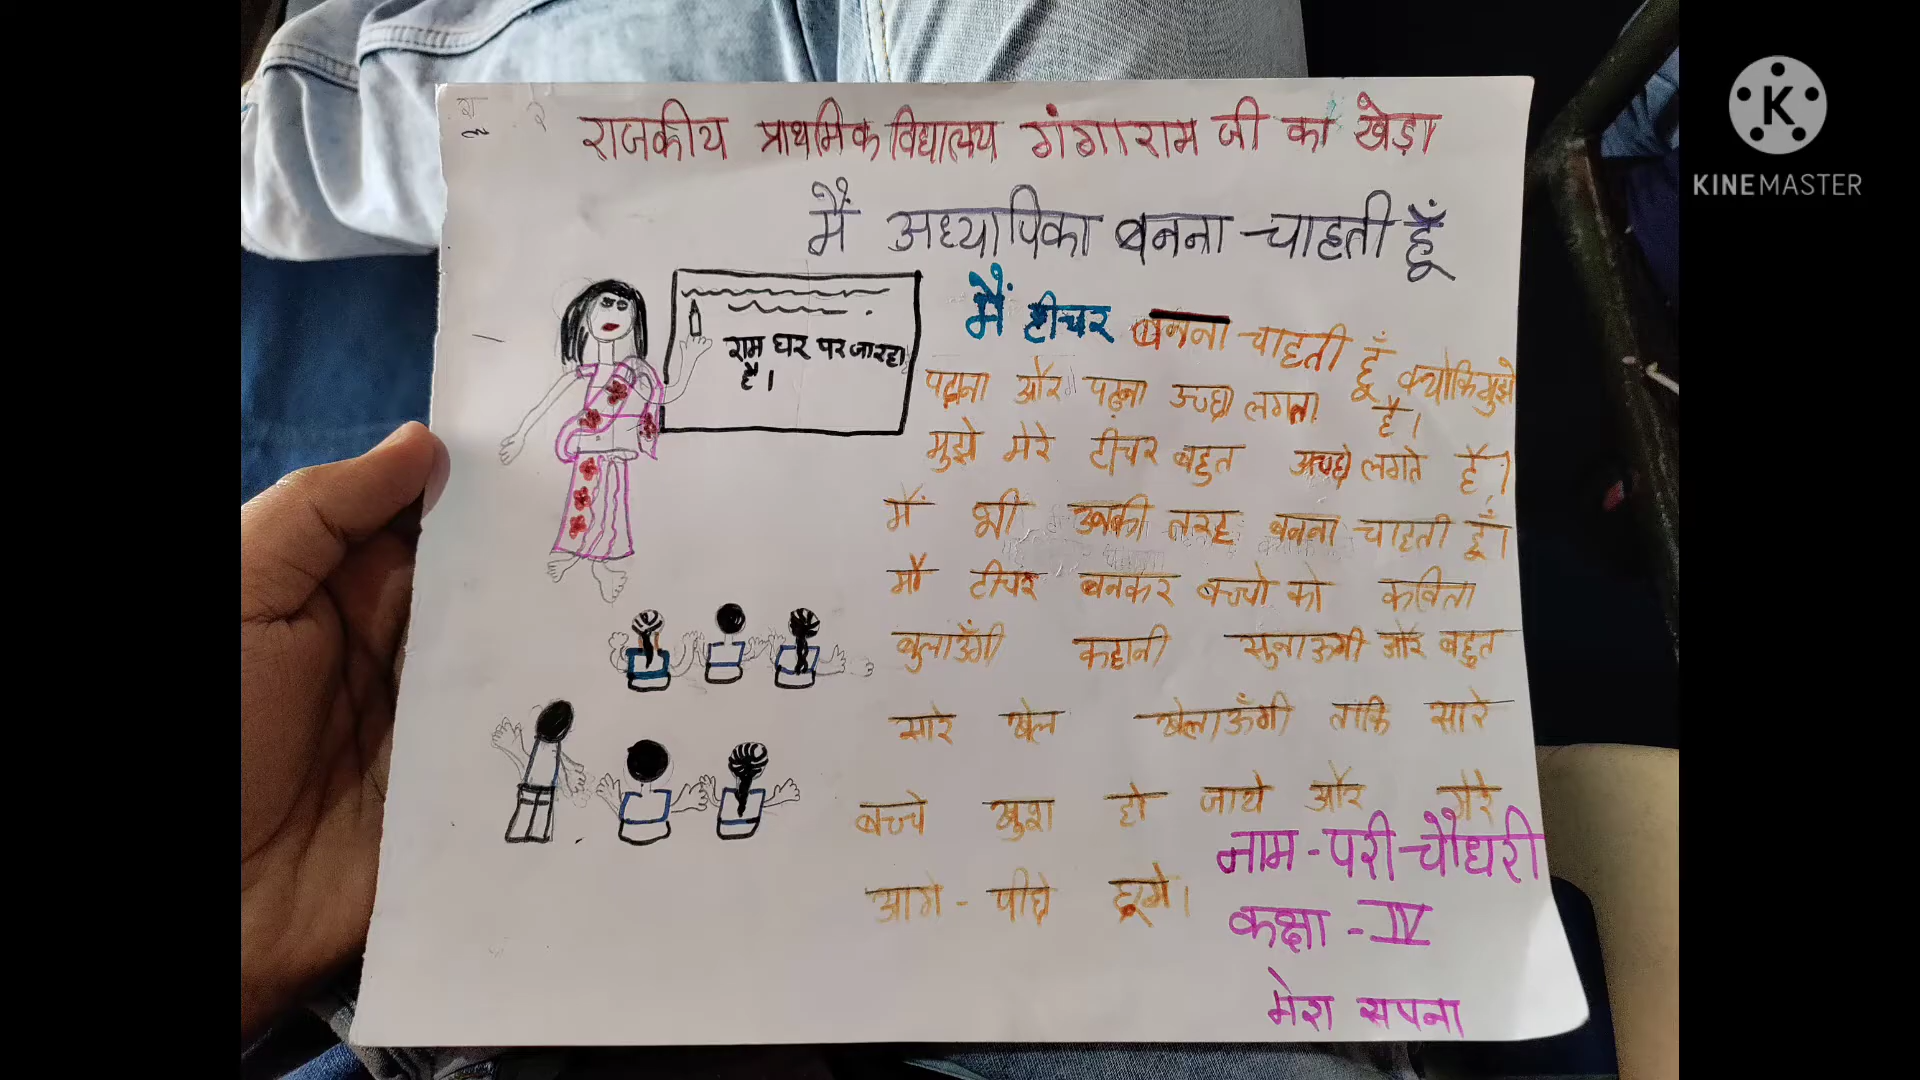 राजकीय प्राथमिक विद्यालय गंगाराम जी का खेड़ा
मैं अध्यापिका बनना चाहती हूँ
राम घर पर जा रहा
है।
मैं टीचर बनना चाहती हूँ क्योकि मुझे
पढ़ाना और पढ़ना उच्छा लगता है।
मुझे मेरे टीचर बहुत अच्छे लगते है।
मैं भी उनकी तरह बनना चाहती हूँ।
मौ टीचर बनकर बच्चो को कविता
बुलाऊँगी कहानी सुनाऊगी और बहुत
सारे खेल खेलाऊँगी ताकि सारे
बच्चे खुश हो जाये और मेरे
आगे - पीछे घूमे।
नाम - परी चौधरी
कक्षा - IV
मेरा सपना
KINEMASTER